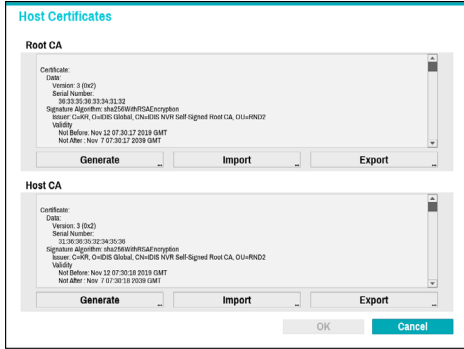 Host Certificates
Root CA
Certificate:
Data:
Version: 3 (0x2)
Serial Number:
36:33:35:36:33:34:31:32
Signature Algorithm: sha256WithRSAEncryption
Issuer: C=KR, O=IDIS Global, CN=IDIS NVR Self-Signed Root CA, OU=RND2
Validity
Not Before: Nov 12 07:30:17 2019 GMT
Not After : Nov 7 07:30:17 2039 GMT
Generate ...
Import ...
Export ...
Host CA
Certificate:
Data:
Version: 3 (0x2)
Serial Number:
31:36:36:35:32:34:35:36
Signature Algorithm: sha256WithRSAEncryption
Issuer: C=KR, O=IDIS Global, CN=IDIS NVR Self-Signed Root CA, OU=RND2
Validity
Not Before: Nov 12 07:30:18 2019 GMT
Not After : Nov 7 07:30:18 2039 GMT
Generate ...
Import ...
Export ...
OK
Cancel